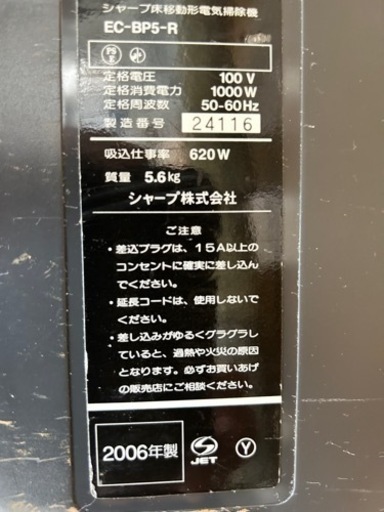 シャープ床移動形電気掃除機
EC-BP5-R
PS
E
定格電圧 100 V
定格消費電力 1000 W
定格周波数 50-60 Hz
製造番号 24116
吸込仕事率 620 W
質量 5.6 kg
シャープ株式会社
ご注意
・差込プラグは、15A以上の
コンセントに確実に差し込ん
でください。
・延長コードは、使用しないで
ください。
・差し込みがゆるくグラグラし
ていると、過熱や火災の原因
となります。必ずお買いあげ
の販売店にご相談ください。
2006年製
S
JET
Y